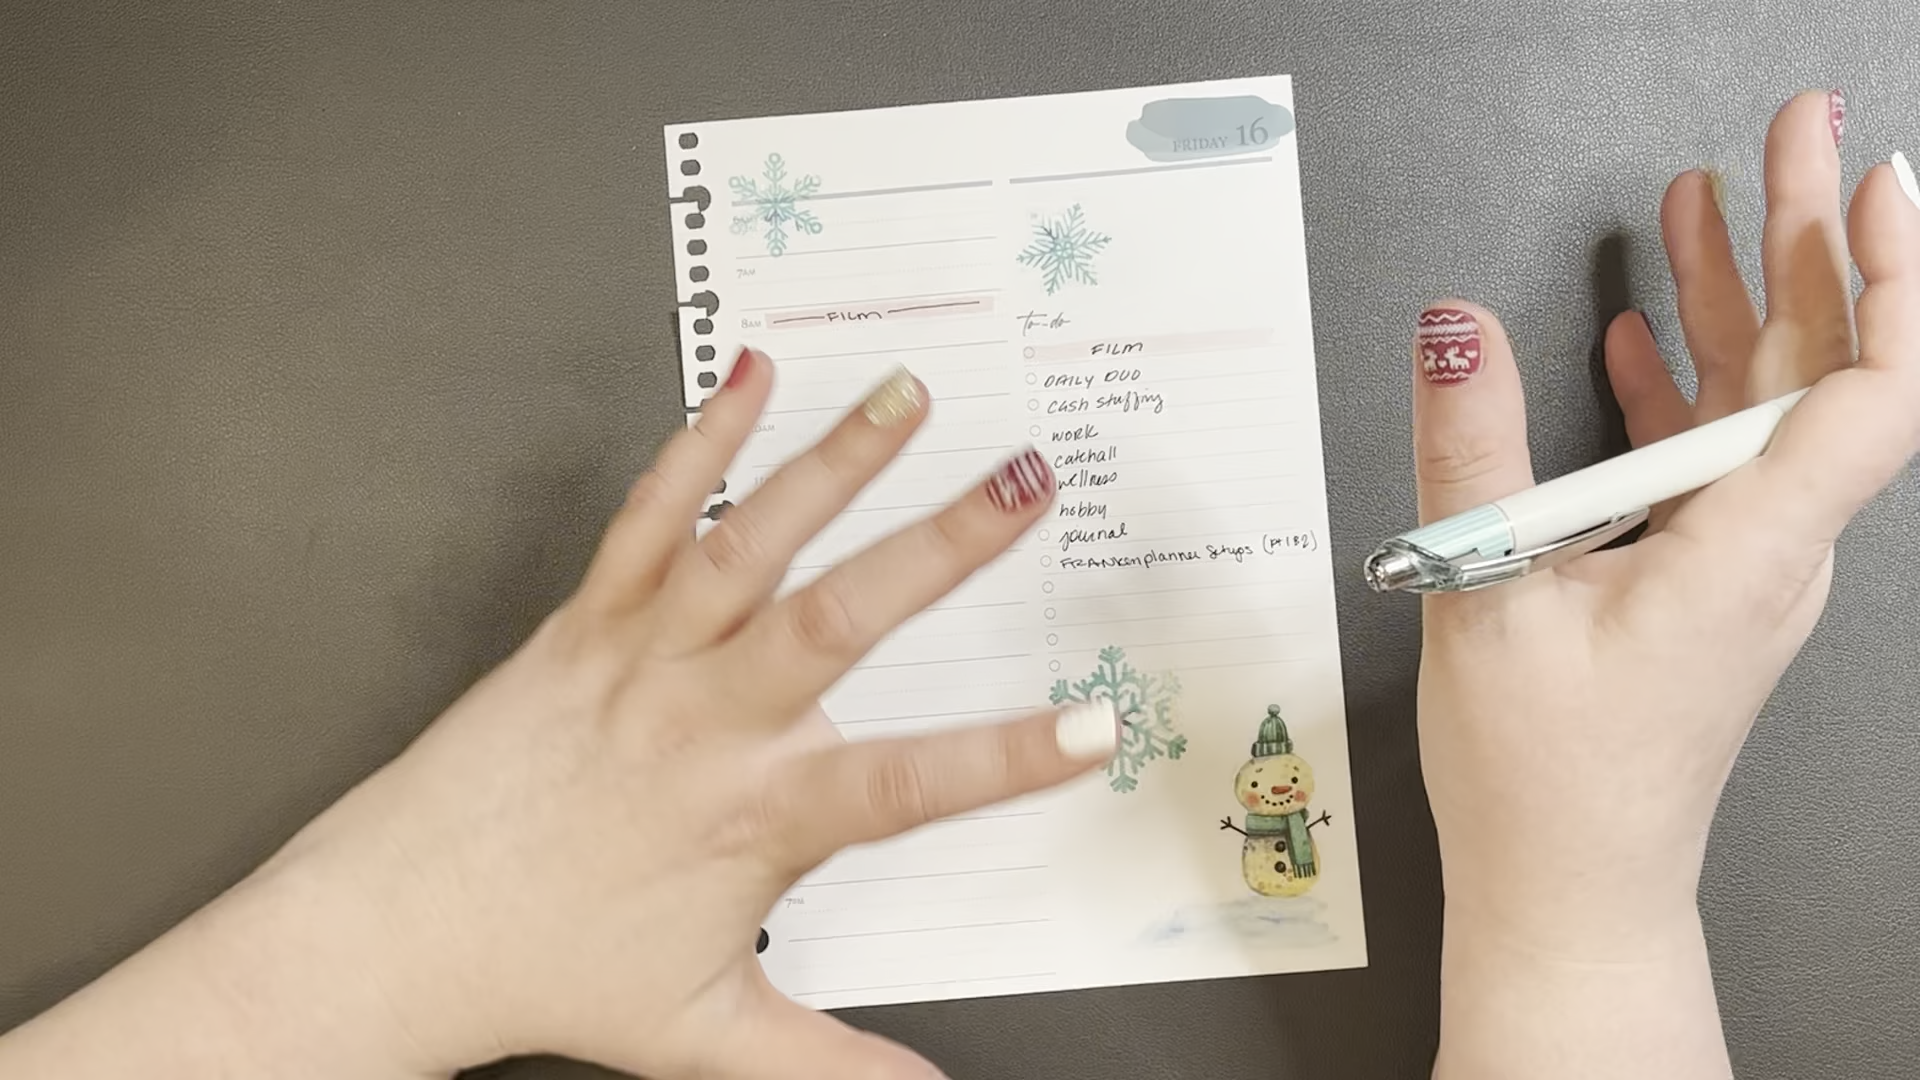 FRIDAY 16
7AM
8AM FILM
to-do
FILM
DAILY DUO
cash stuffing
WORK
catchall
wellness
hobby
journal
FRANKenplanner Setups (pt 1 & 2)
7PM